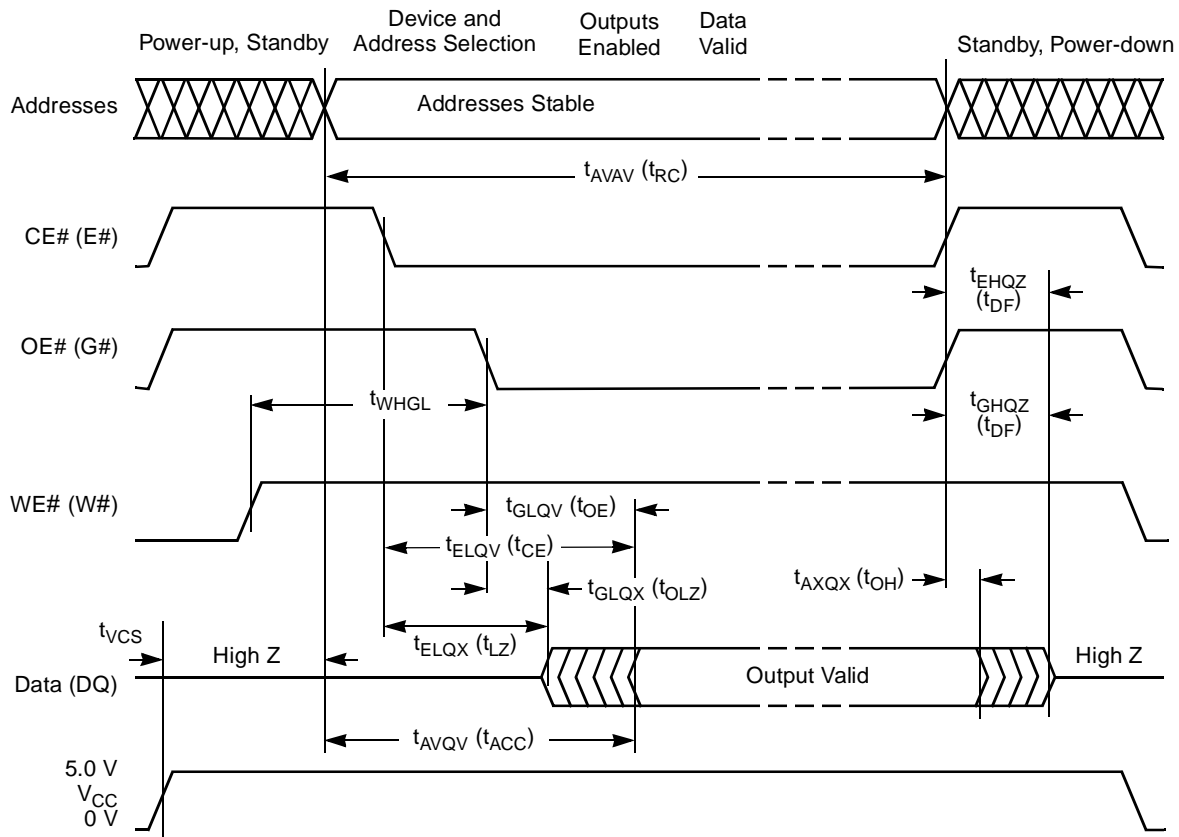 Power-up, Standby
Device and
Address Selection
Outputs
Enabled
Data
Valid
Standby, Power-down
Addresses
Addresses Stable
tAVAV (tRC)
CE# (E#)
tEHQZ
(tDF)
OE# (G#)
tWHGL
tGHQZ
(tDF)
WE# (W#)
tGLQV (tOE)
tELQV (tCE)
tGLQX (tOLZ)
tAXQX (tOH)
tELQX (tLZ)
tVCS
High Z
Data (DQ)
Output Valid
High Z
tAVQV (tACC)
5.0 V
VCC
0 V